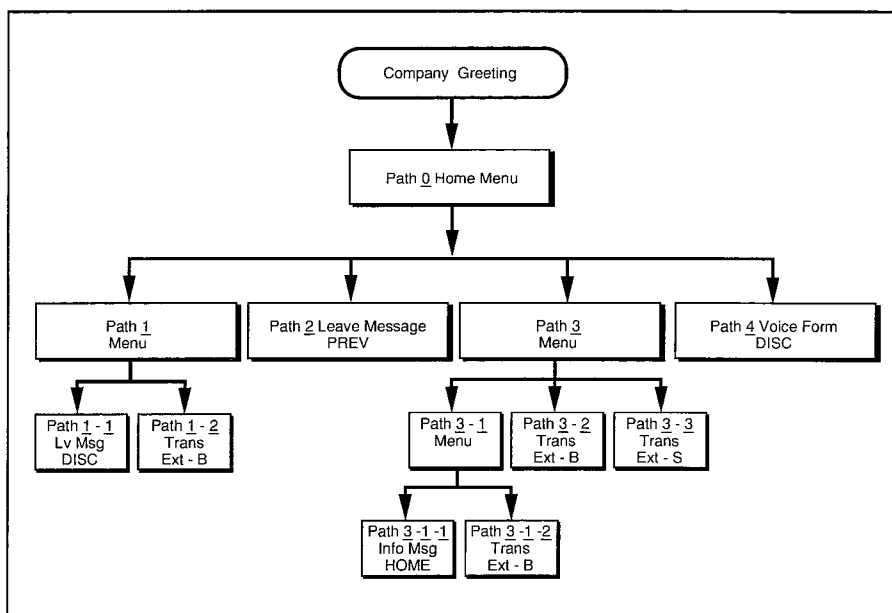 Company Greeting
Path 0 Home Menu
Path 1
Menu
Path 2 Leave Message
PREV
Path 3
Menu
Path 4 Voice Form
DISC
Path 1 - 1
Lv Msg
DISC
Path 1 - 2
Trans
Ext - B
Path 3 - 1
Menu
Path 3 - 2
Trans
Ext - B
Path 3 - 3
Trans
Ext - S
Path 3 -1 -1
Info Msg
HOME
Path 3 -1 -2
Trans
Ext - B